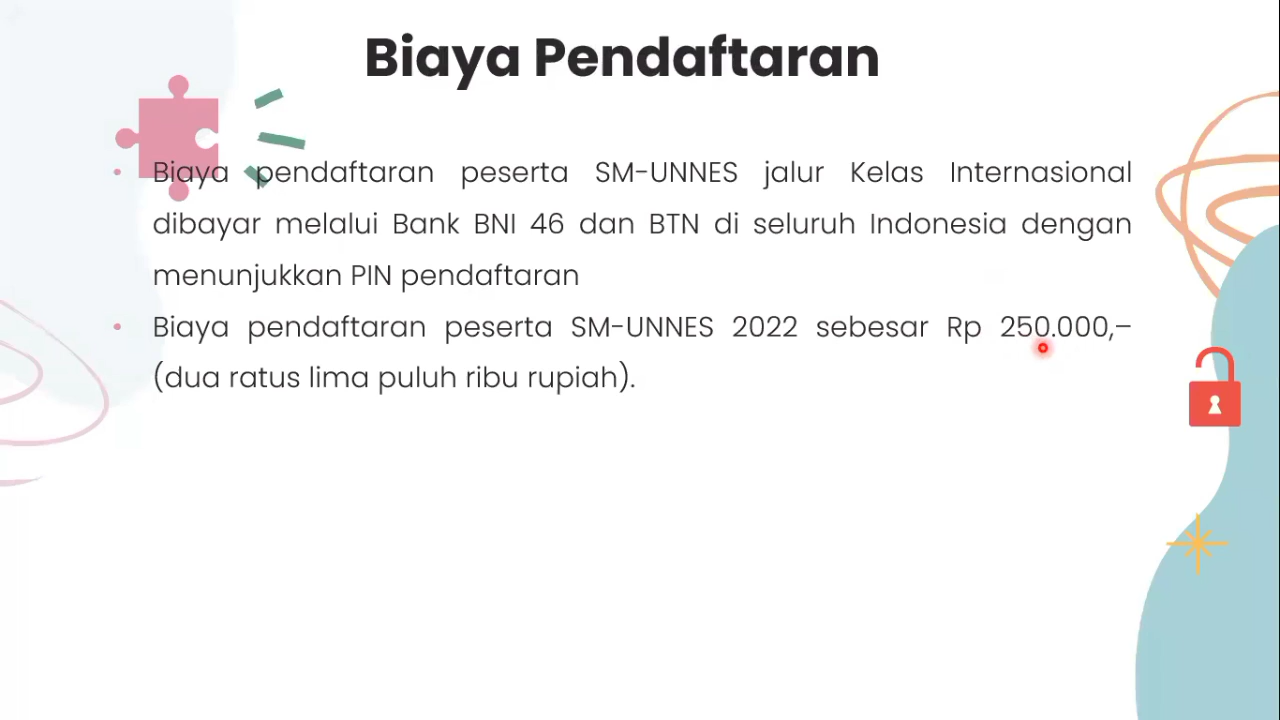 Biaya Pendaftaran
• Biaya pendaftaran peserta SM-UNNES jalur Kelas Internasional
dibayar melalui Bank BNI 46 dan BTN di seluruh Indonesia dengan
menunjukkan PIN pendaftaran
• Biaya pendaftaran peserta SM-UNNES 2022 sebesar Rp 250.000,–
(dua ratus lima puluh ribu rupiah).